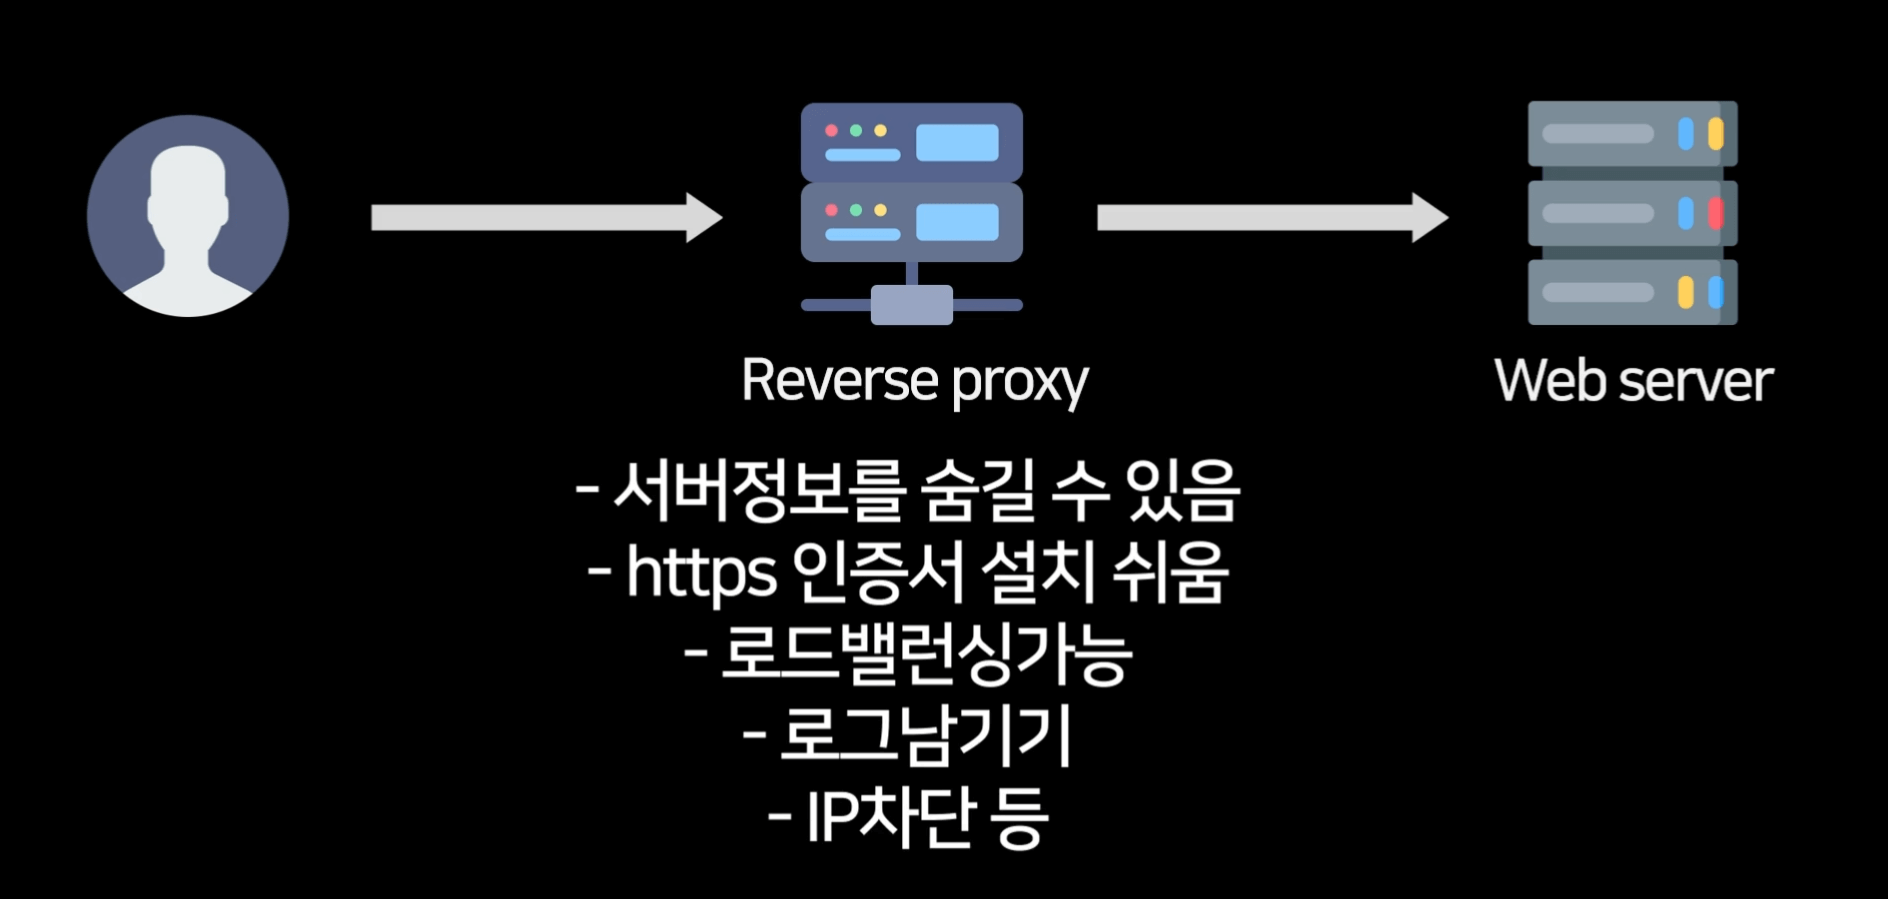 Reverse proxy
Web server
- 서버정보를 숨길 수 있음
- https 인증서 설치 쉬움
- 로드밸런싱가능
- 로그남기기
- IP차단 등